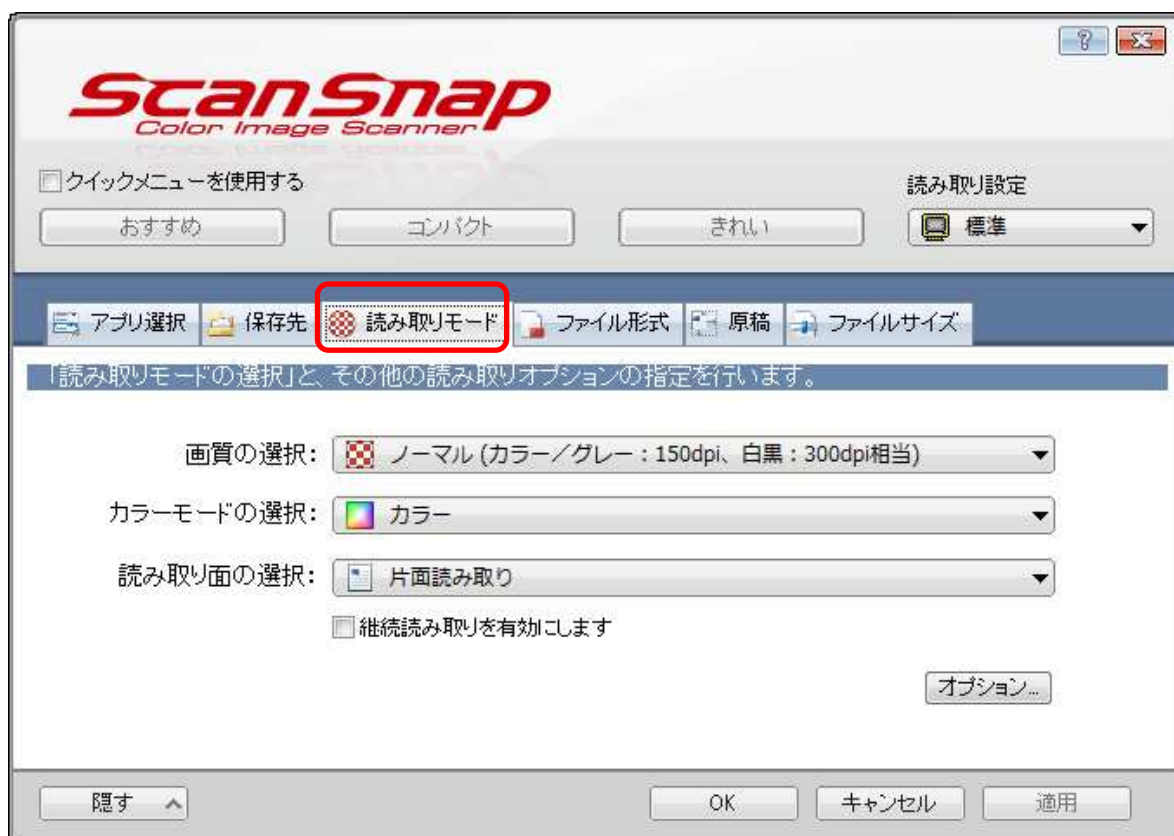 ScanSnap
Color Image Scanner
クイックメニューを使用する
読み取り設定
おすすめ コンパクト きれい 標準
アプリ選択 保存先 読み取りモード ファイル形式 原稿 ファイルサイズ
「読み取りモードの選択」と、その他の読み取りオプションの指定を行います。
画質の選択: ノーマル (カラー／グレー：150dpi、白黒：300dpi相当)
カラーモードの選択: カラー
読み取り面の選択: 片面読み取り
継続読み取りを有効にします
オプション...
隠す OK キャンセル 適用